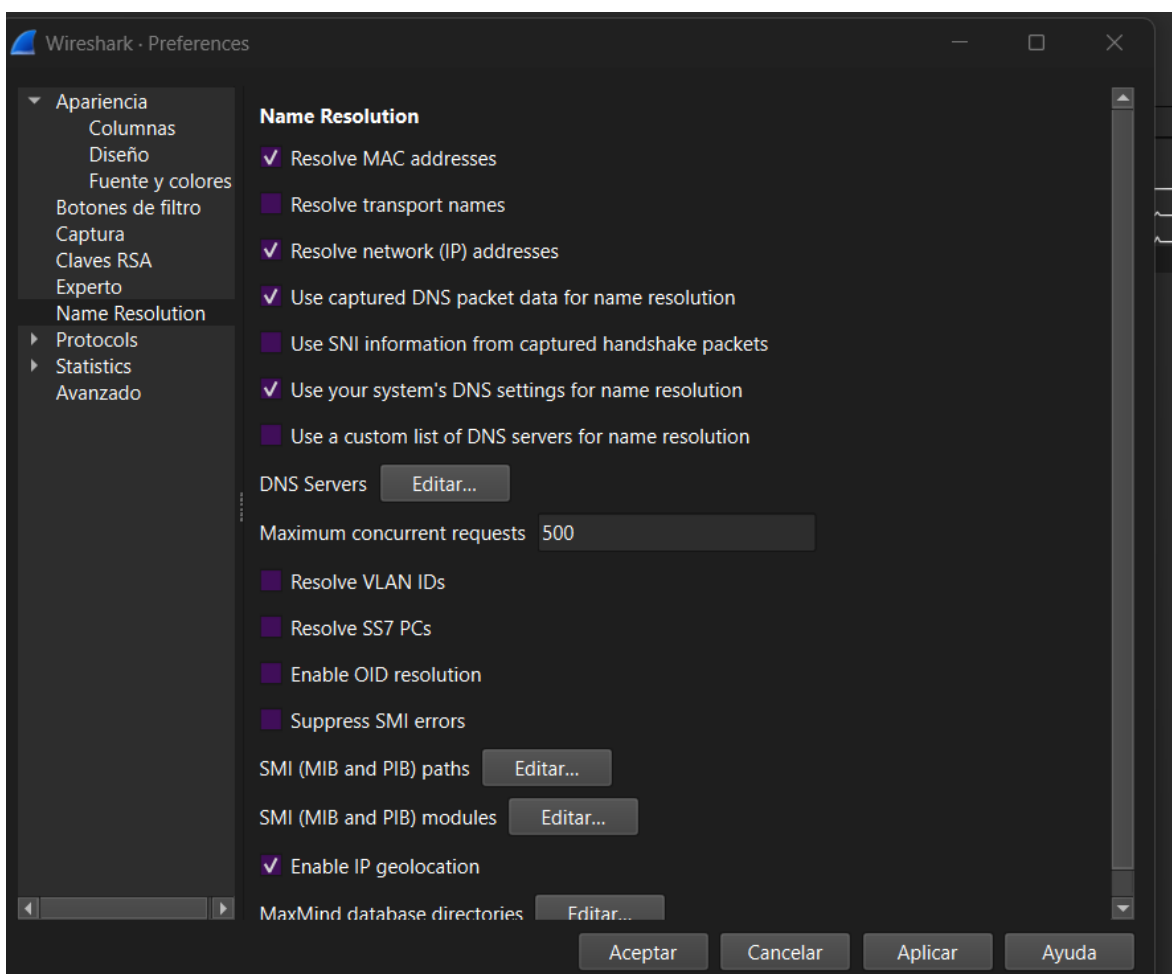 Wireshark · Preferences
Apariencia
Columnas
Diseño
Fuente y colores
Botones de filtro
Captura
Claves RSA
Experto
Name Resolution
Protocols
Statistics
Avanzado
Name Resolution
Resolve MAC addresses
Resolve transport names
Resolve network (IP) addresses
Use captured DNS packet data for name resolution
Use SNI information from captured handshake packets
Use your system's DNS settings for name resolution
Use a custom list of DNS servers for name resolution
DNS Servers Editar...
Maximum concurrent requests 500
Resolve VLAN IDs
Resolve SS7 PCs
Enable OID resolution
Suppress SMI errors
SMI (MIB and PIB) paths Editar...
SMI (MIB and PIB) modules Editar...
Enable IP geolocation
MaxMind database directories Editar...
Aceptar Cancelar Aplicar Ayuda